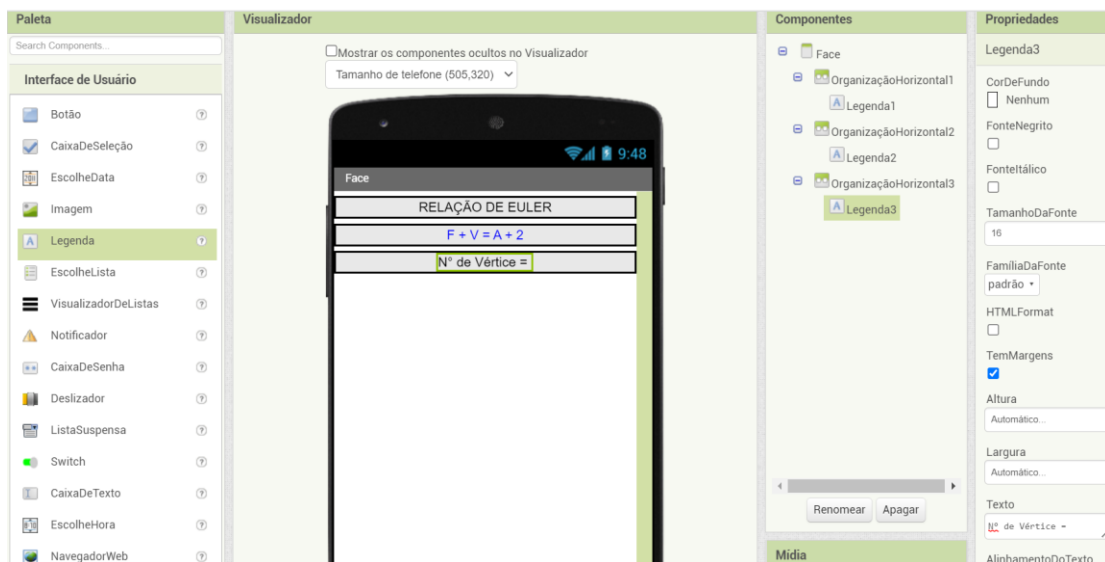 Paleta
Search Components...
Interface de Usuário
Botão
CaixaDeSeleção
EscolheData
Imagem
Legenda
EscolheLista
VisualizadorDeListas
Notificador
CaixaDeSenha
Deslizador
ListaSuspensa
Switch
CaixaDeTexto
EscolheHora
NavegadorWeb
Visualizador
Mostrar os componentes ocultos no Visualizador
Tamanho de telefone (505,320)
9:48
Face
RELAÇÃO DE EULER
F + V = A + 2
N° de Vértice =
Componentes
Face
OrganizaçãoHorizontal1
Legenda1
OrganizaçãoHorizontal2
Legenda2
OrganizaçãoHorizontal3
Legenda3
Renomear Apagar
Mídia
Propriedades
Legenda3
CorDeFundo
Nenhum
FonteNegrito
FonteItálico
TamanhoDaFonte
16
FamíliaDaFonte
padrão
HTMLFormat
TemMargens
Altura
Automático...
Largura
Automático...
Texto
N° de Vértice =
AlinhamentoDoTexto